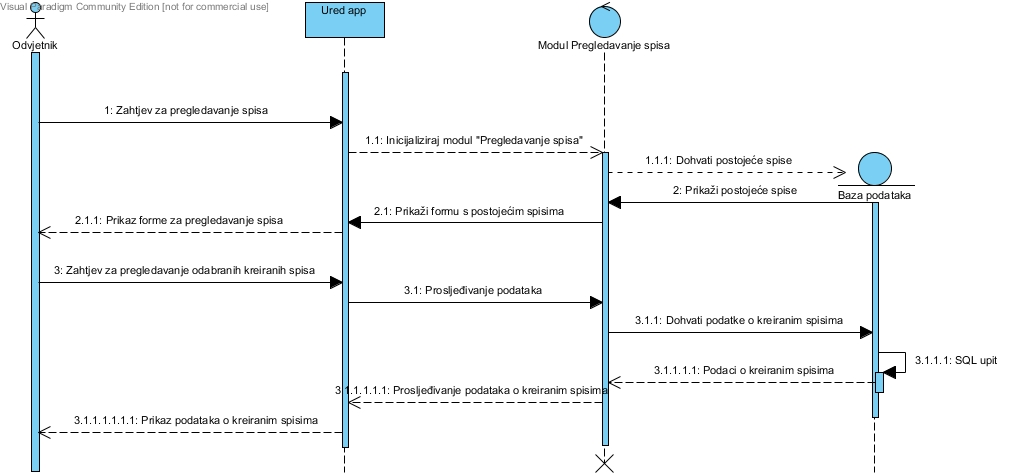 Visual Paradigm Community Edition [not for commercial use]
Ured app
Odvjetnik
Modul Pregledavanje spisa
1: Zahtjev za pregledavanje spisa
1.1: Inicijaliziraj modul "Pregledavanje spisa"
1.1.1: Dohvati postojeće spise
2: Prikaži postojeće spise
Baza podataka
2.1: Prikaži formu s postojećim spisima
2.1.1: Prikaz forme za pregledavanje spisa
3: Zahtjev za pregledavanje odabranih kreiranih spisa
3.1: Prosljeđivanje podataka
3.1.1: Dohvati podatke o kreiranim spisima
3.1.1.1: SQL upit
3.1.1.1.1: Podaci o kreiranim spisima
3.1.1.1.1.1: Prosljeđivanje podataka o kreiranim spisima
3.1.1.1.1.1.1: Prikaz podataka o kreiranim spisima